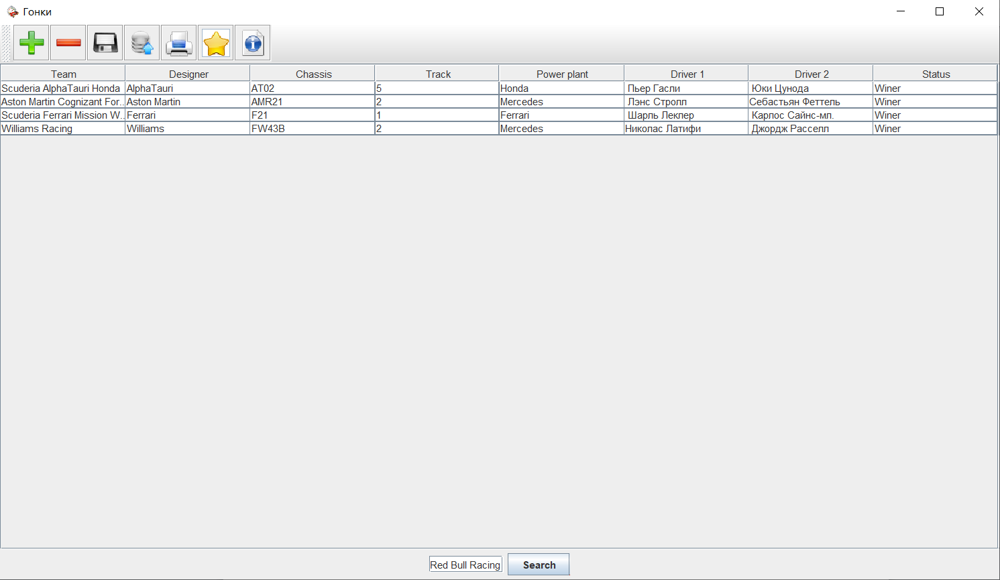 Гонки
Team Designer Chassis Track Power plant Driver 1 Driver 2 Status
Scuderia AlphaTauri Honda AlphaTauri AT02 5 Honda Пьер Гасли Юки Цунода Winer
Aston Martin Cognizant For... Aston Martin AMR21 2 Mercedes Лэнс Стролл Себастьян Феттель Winer
Scuderia Ferrari Mission W... Ferrari F21 1 Ferrari Шарль Леклер Карлос Сайнс-мл. Winer
Williams Racing Williams FW43B 2 Mercedes Николас Латифи Джордж Расселл Winer
Red Bull Racing Search